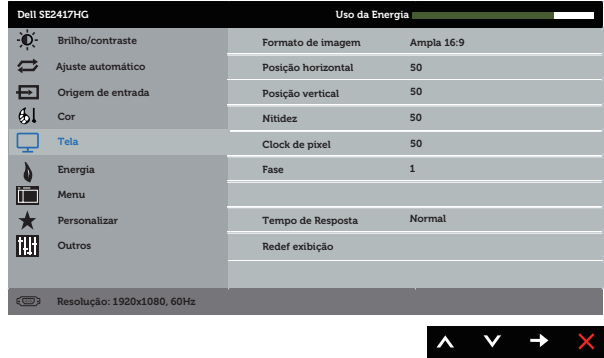 Dell SE2417HG Uso da Energia
Brilho/contraste Formato de imagem Ampla 16:9
Ajuste automático Posição horizontal 50
Origem de entrada Posição vertical 50
Cor Nitidez 50
Tela Clock de pixel 50
Energia Fase 1
Menu
Personalizar Tempo de Resposta Normal
Outros Redef exibição
Resolução: 1920x1080, 60Hz